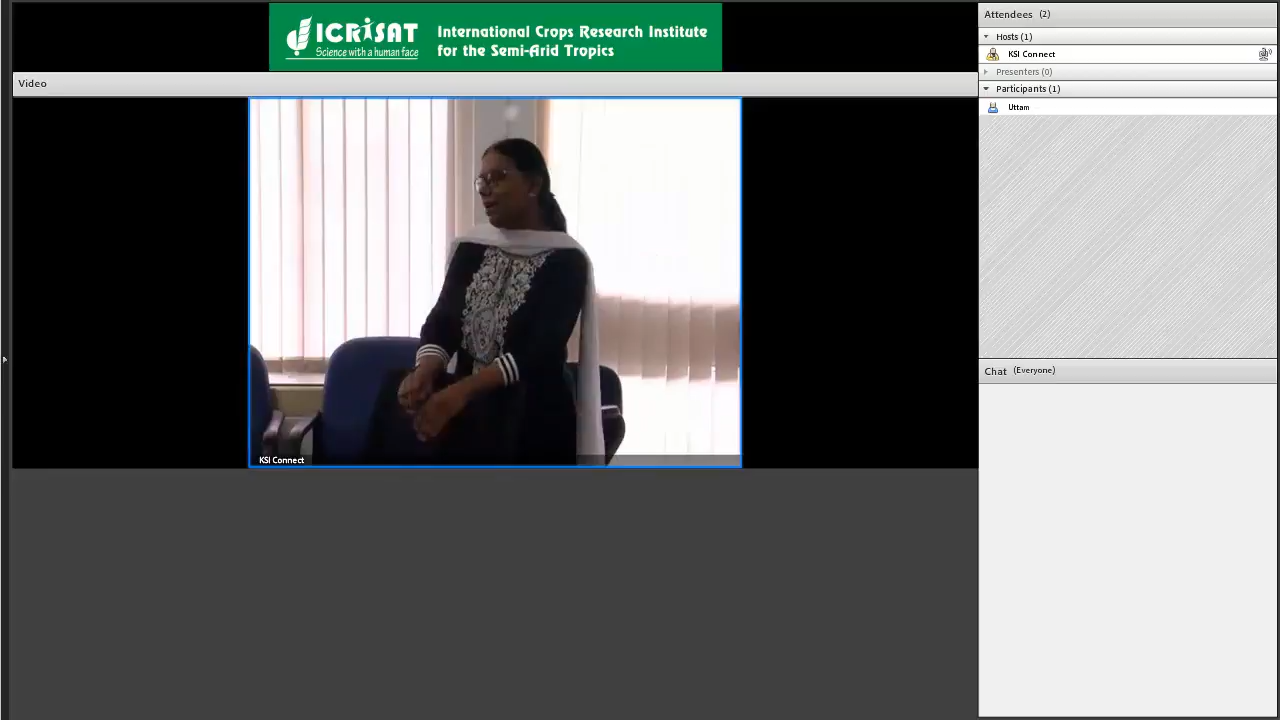 ICRISAT
Science with a human face
International Crops Research Institute
for the Semi-Arid Tropics
Video
KSI Connect
Attendees (2)
Hosts (1)
KSI Connect
Presenters (0)
Participants (1)
Uttam
Chat (Everyone)